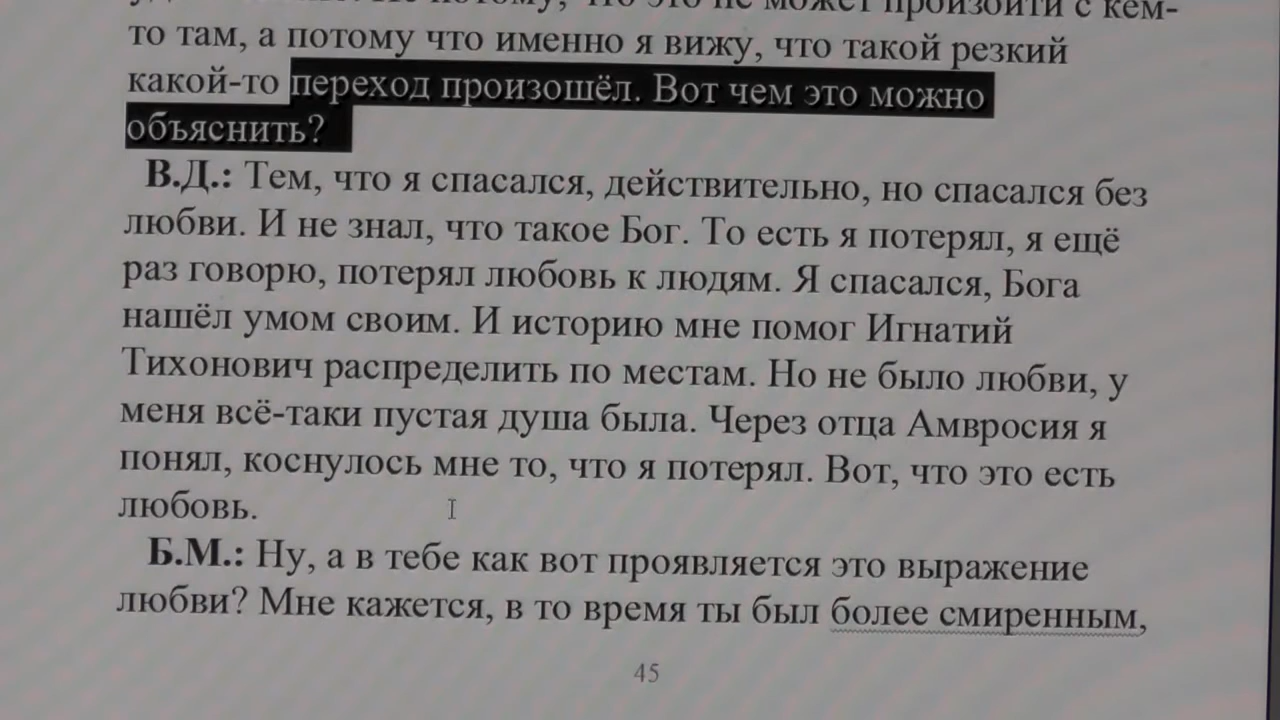 не может произойти с кем-
то там, а потому что именно я вижу, что такой резкий
какой-то переход произошёл. Вот чем это можно
объяснить?
В.Д.: Тем, что я спасался, действительно, но спасался без
любви. И не знал, что такое Бог. То есть я потерял, я ещё
раз говорю, потерял любовь к людям. Я спасался, Бога
нашёл умом своим. И историю мне помог Игнатий
Тихонович распределить по местам. Но не было любви, у
меня всё-таки пустая душа была. Через отца Амвросия я
понял, коснулось мне то, что я потерял. Вот, что это есть
любовь.
Б.М.: Ну, а в тебе как вот проявляется это выражение
любви? Мне кажется, в то время ты был более смиренным,
45